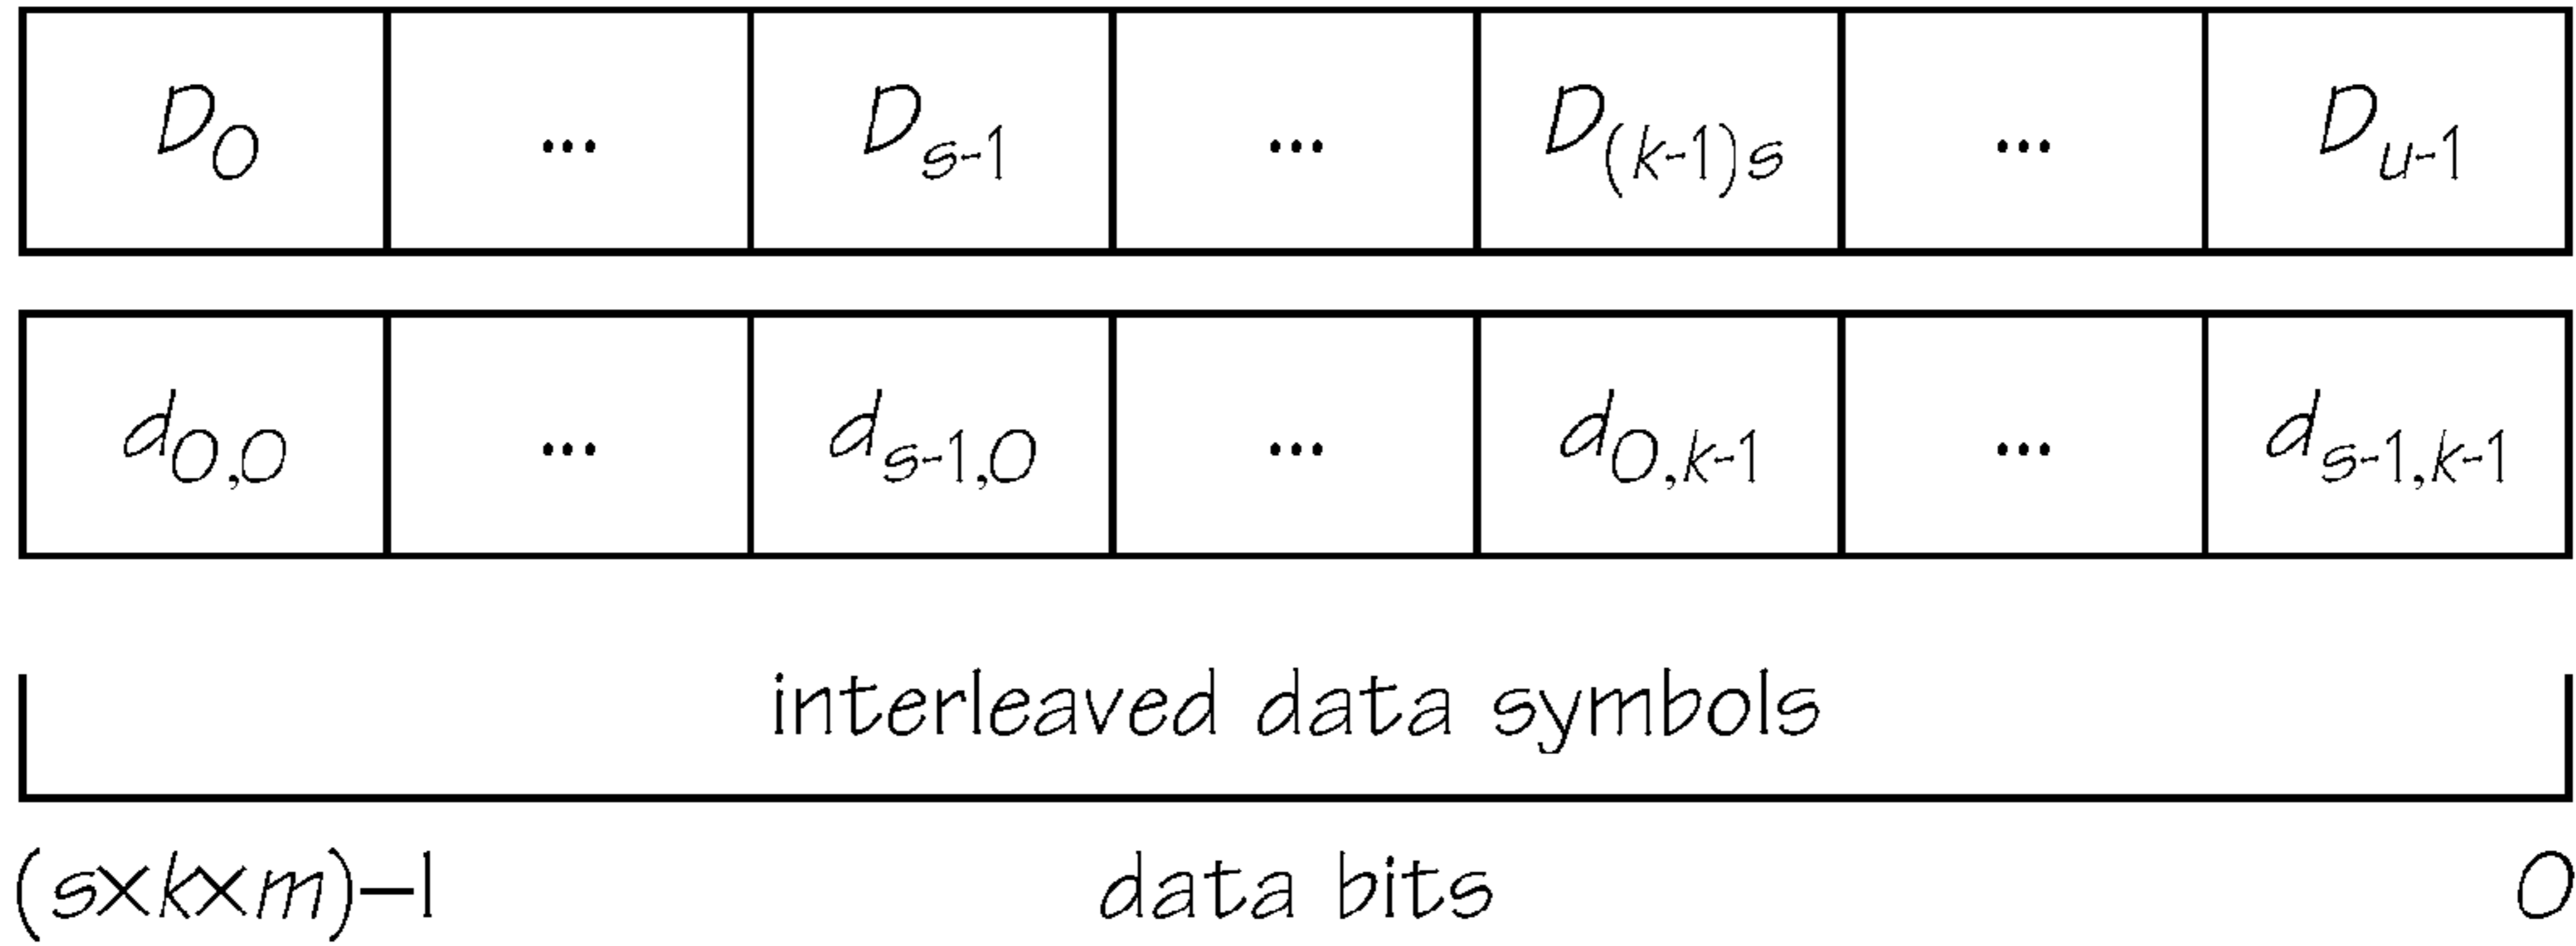 D₀ ... Dₛ₋₁ ... D₍ₖ₋₁₎ₛ ... Dᵤ₋₁
d₀,₀ ... dₛ₋₁,₀ ... d₀,ₖ₋₁ ... dₛ₋₁,ₖ₋₁
interleaved data symbols
(s×k×m)–1 data bits 0